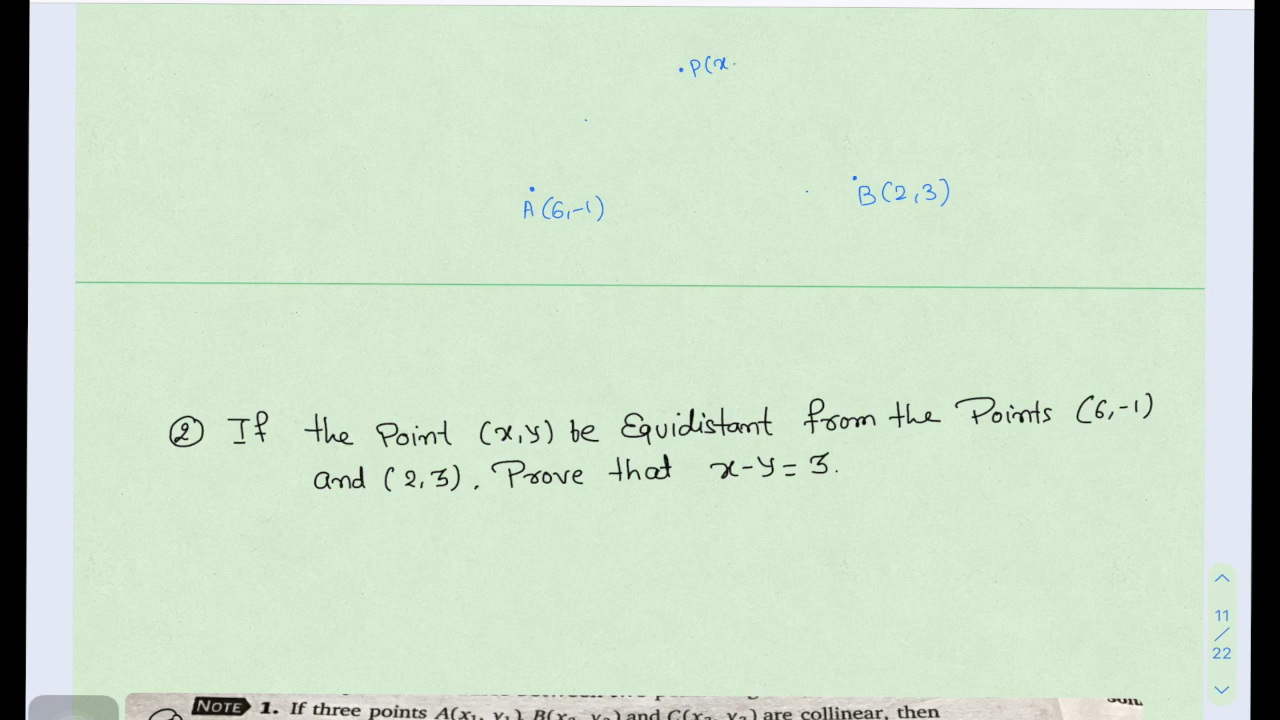 P(x
A (6,-1)
B (2,3)
② If the Point (x,y) be Equidistant from the Points (6,-1)
and (2,3). Prove that x-y = 3.
11
/
22
NOTE 1. If three points A(x₁, y₁), B(x₂, y₂) and C(x₃, y₃) are collinear, then